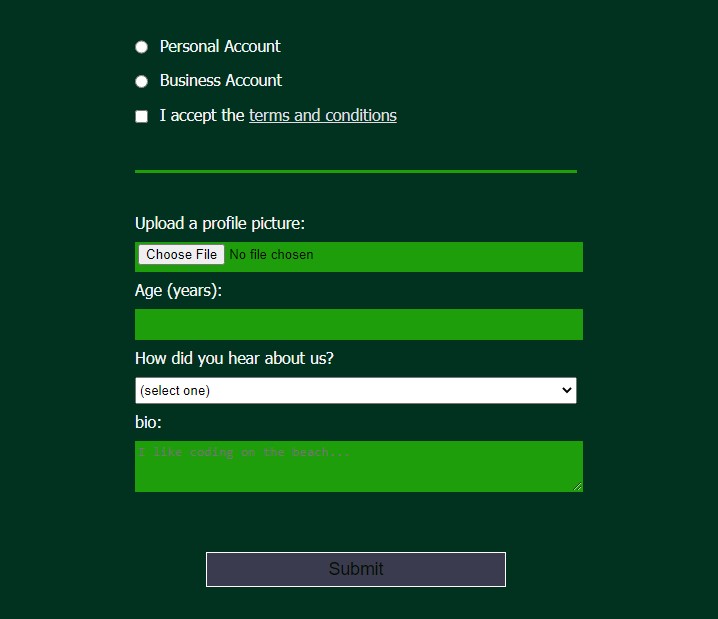 Personal Account
Business Account
I accept the terms and conditions
Upload a profile picture:
Choose File No file chosen
Age (years):
How did you hear about us?
(select one)
bio:
I like coding on the beach...
Submit